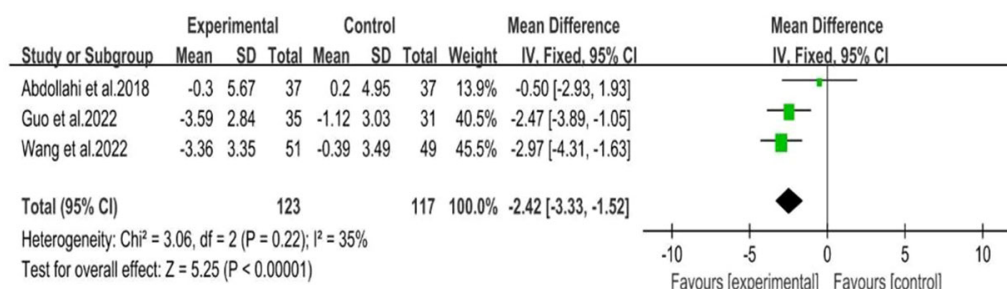 Experimental Control Mean Difference Mean Difference
Study or Subgroup Mean SD Total Mean SD Total Weight IV, Fixed, 95% CI IV, Fixed, 95% CI
Abdollahi et al.2018 -0.3 5.67 37 0.2 4.95 37 13.9% -0.50 [-2.93, 1.93]
Guo et al.2022 -3.59 2.84 35 -1.12 3.03 31 40.5% -2.47 [-3.89, -1.05]
Wang et al.2022 -3.36 3.35 51 -0.39 3.49 49 45.5% -2.97 [-4.31, -1.63]
Total (95% CI) 123 117 100.0% -2.42 [-3.33, -1.52]
Heterogeneity: Chi² = 3.06, df = 2 (P = 0.22); I² = 35%
Test for overall effect: Z = 5.25 (P < 0.00001)
-10 -5 0 5 10
Favours [experimental] Favours [control]